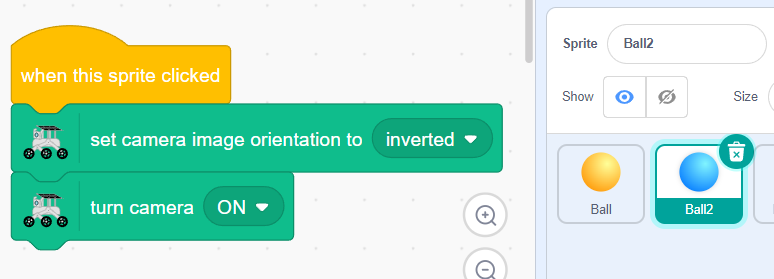 when this sprite clicked
set camera image orientation to inverted
turn camera ON
Sprite Ball2
Show Size
Ball Ball2